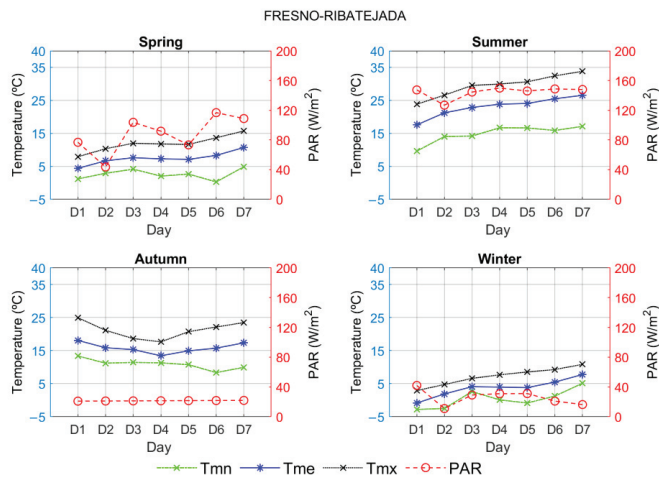 FRESNO-RIBATEJADA
Spring
Summer
40
35
25
15
5
−5
Temperature (ºC)
200
160
120
80
40
0
PAR (W/m²)
D1 D2 D3 D4 D5 D6 D7
Day
40
35
25
15
5
−5
Temperature (ºC)
200
160
120
80
40
0
PAR (W/m²)
D1 D2 D3 D4 D5 D6 D7
Day
Autumn
Winter
40
35
25
15
5
−5
Temperature (ºC)
200
160
120
80
40
0
PAR (W/m²)
D1 D2 D3 D4 D5 D6 D7
Day
40
35
25
15
5
−5
Temperature (ºC)
200
160
120
80
40
0
PAR (W/m²)
D1 D2 D3 D4 D5 D6 D7
Day
Tmn Tme Tmx PAR